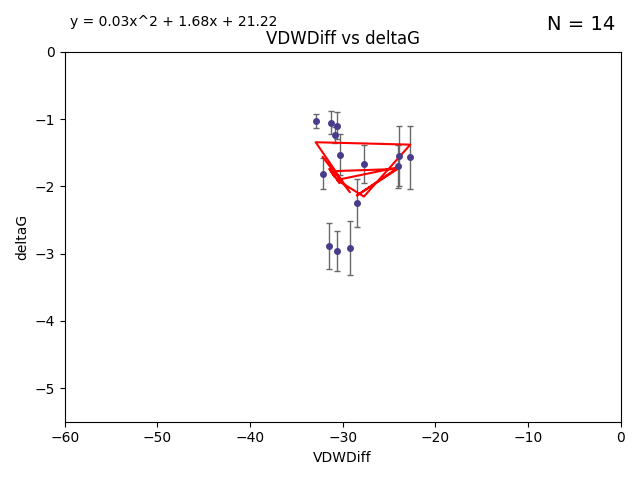 y = 0.03x^2 + 1.68x + 21.22
N = 14
VDWDiff vs deltaG
0
−1
−2
−3
−4
−5
deltaG
−60 −50 −40 −30 −20 −10 0
VDWDiff